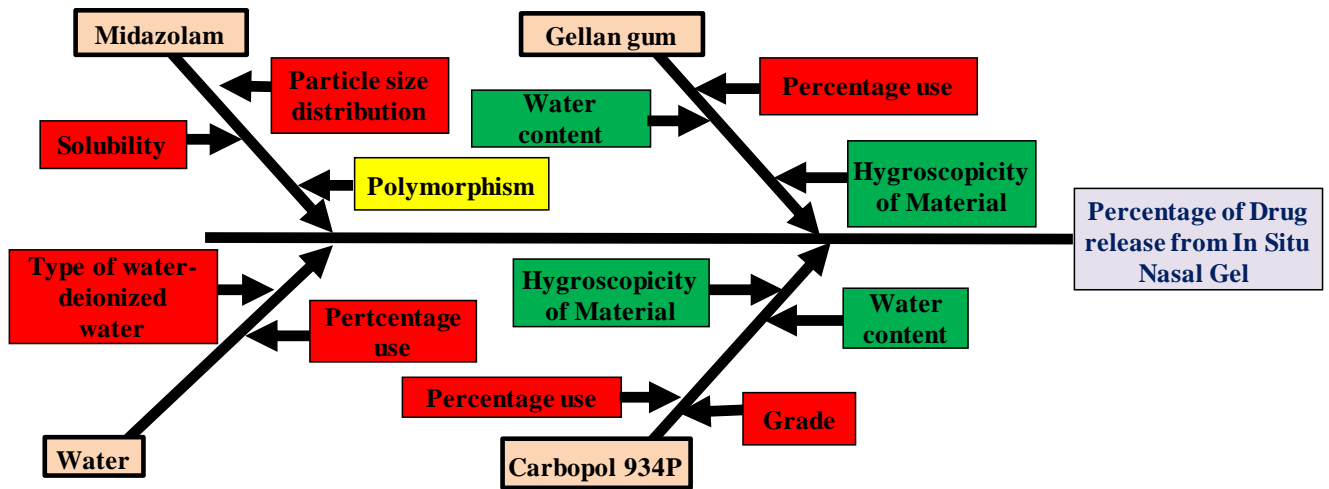 Midazolam
Gellan gum
Particle size
distribution
Percentage use
Water
content
Solubility
Polymorphism
Hygroscopicity
of Material
Percentage of Drug
release from In Situ
Nasal Gel
Type of water-
deionized
water
Hygroscopicity
of Material
Water
content
Pertcentage
use
Percentage use
Grade
Water
Carbopol 934P